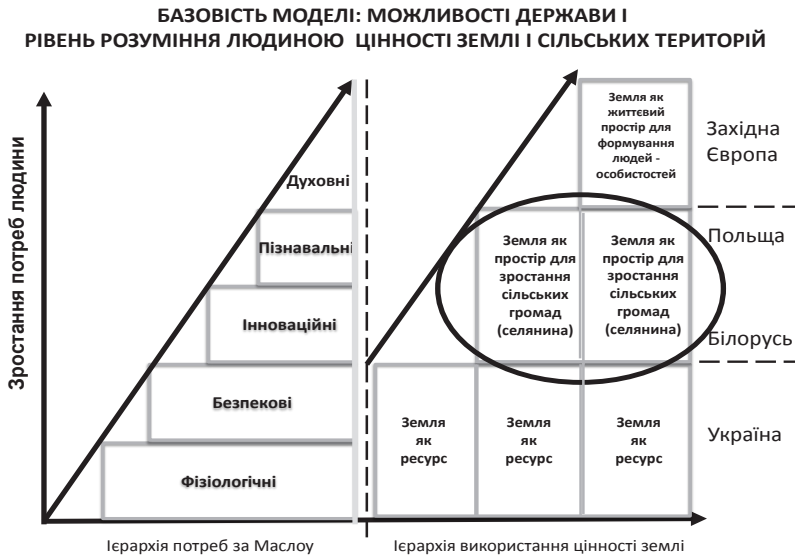 БАЗОВІСТЬ МОДЕЛІ: МОЖЛИВОСТІ ДЕРЖАВИ І
РІВЕНЬ РОЗУМІННЯ ЛЮДИНОЮ ЦІННОСТІ ЗЕМЛІ І СІЛЬСЬКИХ ТЕРИТОРІЙ
Зростання потреб людини
Духовні
Пізнавальні
Інноваційні
Безпекові
Фізіологічні
Земля як
життєвий
простір для
формування
людей -
особистостей
Земля як
простір для
зростання
сільських
громад
(селянина)
Земля як
простір для
зростання
сільських
громад
(селянина)
Земля
як
ресурс
Земля
як
ресурс
Земля
як
ресурс
Західна
Європа
Польща
Білорусь
Україна
Ієрархія потреб за Маслоу
Ієрархія використання цінності землі